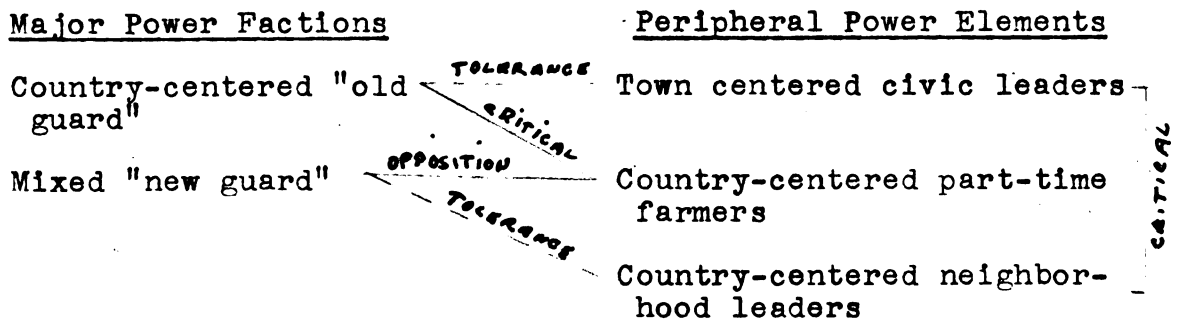 Major Power Factions
Peripheral Power Elements
Country-centered "old
guard"
TOLERANCE
Town centered civic leaders
CRITICAL
CRITICAL
Mixed "new guard"
OPPOSITION
Country-centered part-time
farmers
TOLERANCE
Country-centered neighbor-
hood leaders